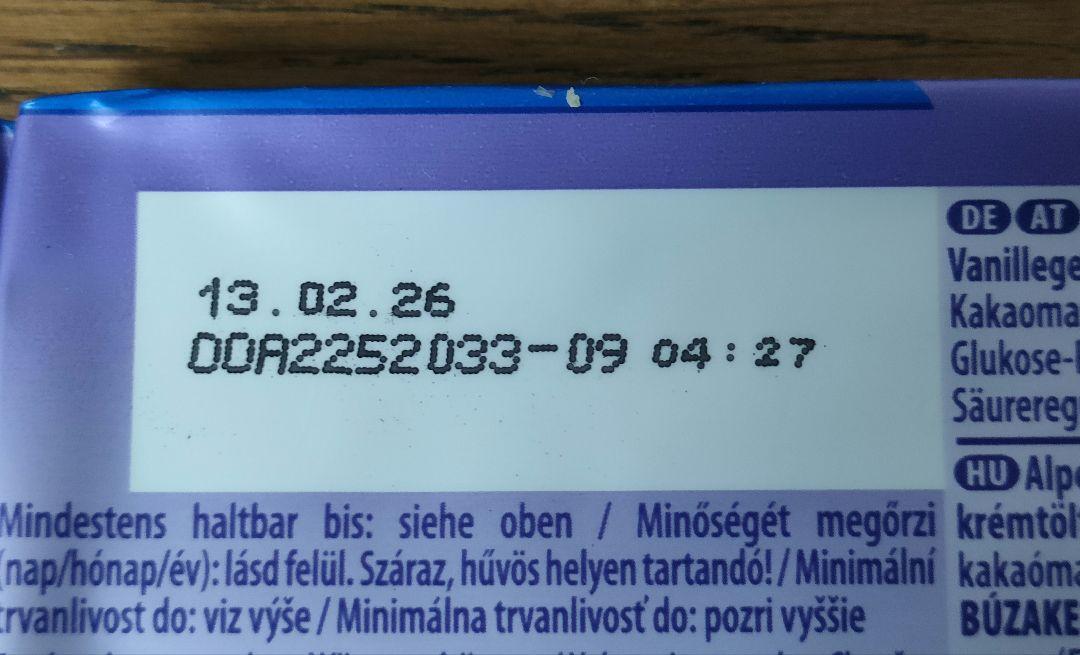 13.02.26
OOA2252033-09 04:27
DE AT
Vanillege
Kakaoma
Glukose-
Säurereg
HU Alp
krémtöl
kakaóma
BÚZAKE
Mindestens haltbar bis: siehe oben / Minőségét megőrzi
(nap/hónap/év): lásd felül. Száraz, hűvös helyen tartandó! / Minimální
trvanlivost do: viz výše / Minimálna trvanlivosť do: pozri vyššie